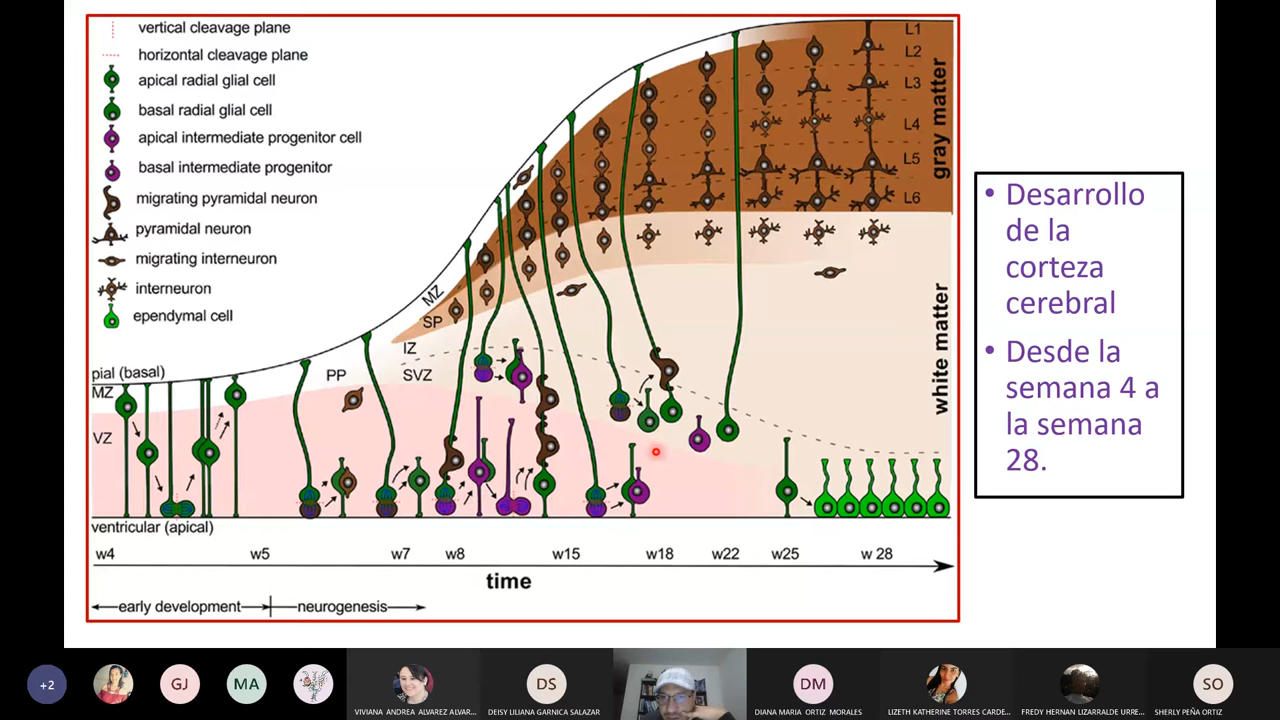 vertical cleavage plane
horizontal cleavage plane
apical radial glial cell
basal radial glial cell
apical intermediate progenitor cell
basal intermediate progenitor
migrating pyramidal neuron
pyramidal neuron
migrating interneuron
interneuron
ependymal cell
L1
L2
L3
L4
L5
L6
gray matter
white matter
MZ
SP
IZ
SVZ
PP
pial (basal)
MZ
VZ
ventricular (apical)
w4 w5 w7 w8 w15 w18 w22 w25 w 28
time
early development neurogenesis
• Desarrollo
de la
corteza
cerebral
• Desde la
semana 4 a
la semana
28.
+2 GJ MA DS DM SO
VIVIANA ANDREA ALVAREZ ALVAR... DEISY LILIANA GARNICA SALAZAR DIANA MARIA ORTIZ MORALES LIZETH KATHERINE TORRES CARDE... FREDY HERNAN LIZARRALDE URRE... SHERLY PEÑA ORTIZ